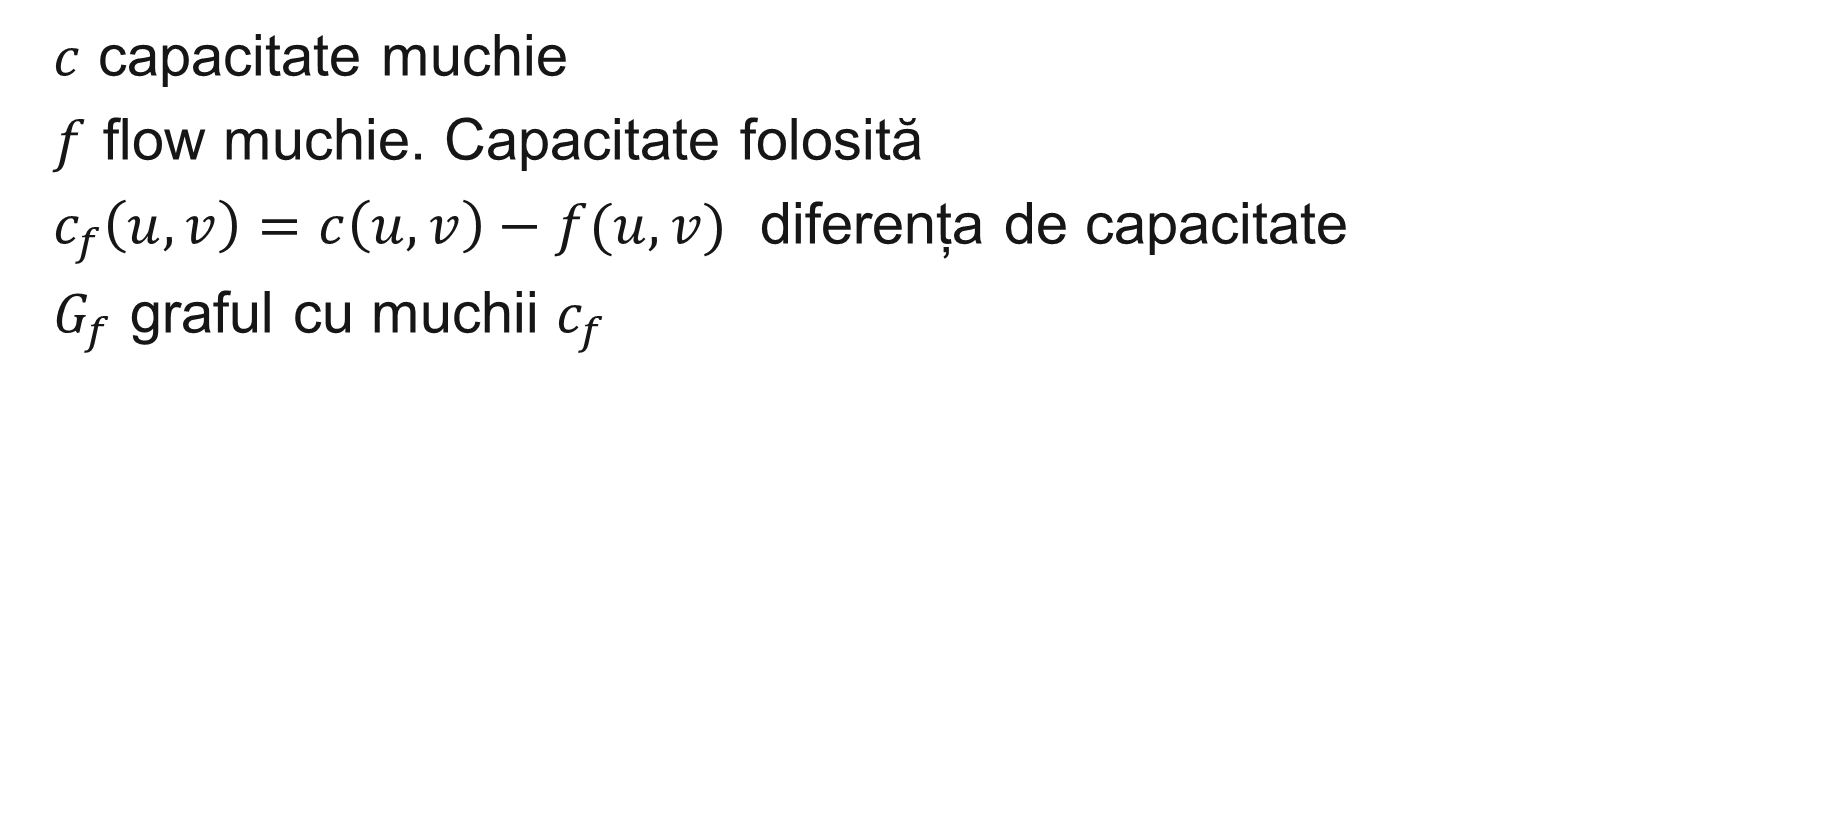 c capacitate muchie
f flow muchie. Capacitate folosită
c_f(u, v) = c(u, v) − f(u, v) diferența de capacitate
G_f graful cu muchii c_f